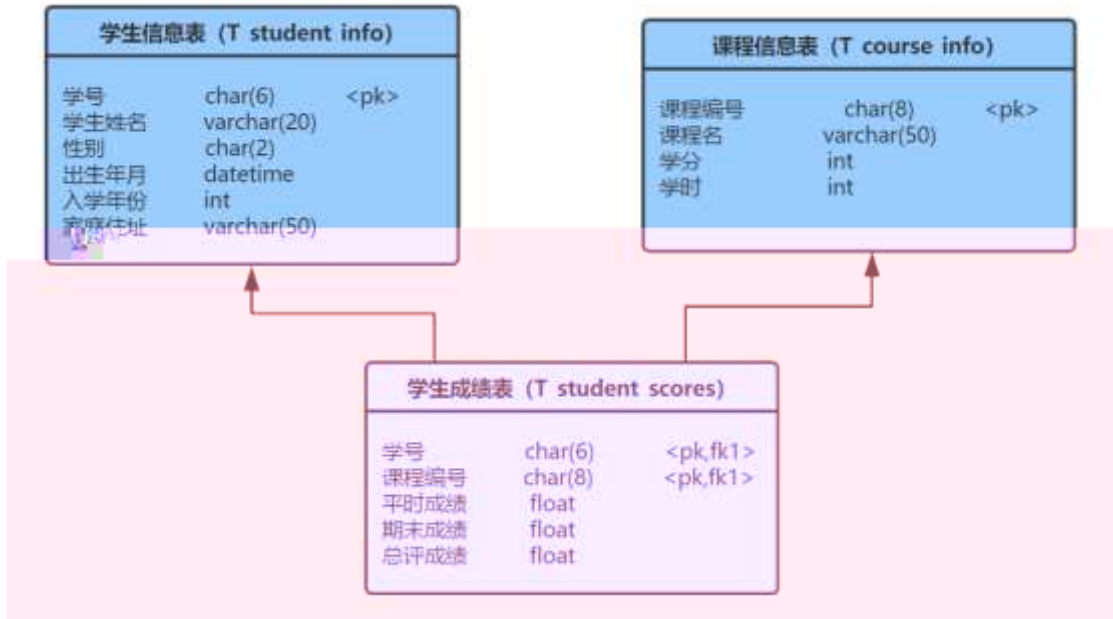 学生信息表（T student info）
学号 char(6) <pk>
学生姓名 varchar(20)
性别 char(2)
出生年月 datetime
入学年份 int
家庭住址 varchar(50)
课程信息表（T course info）
课程编号 char(8) <pk>
课程名 varchar(50)
学分 int
学时 int
学生成绩表（T student scores）
学号 char(6) <pk,fk1>
课程编号 char(8) <pk,fk1>
平时成绩 float
期末成绩 float
总评成绩 float